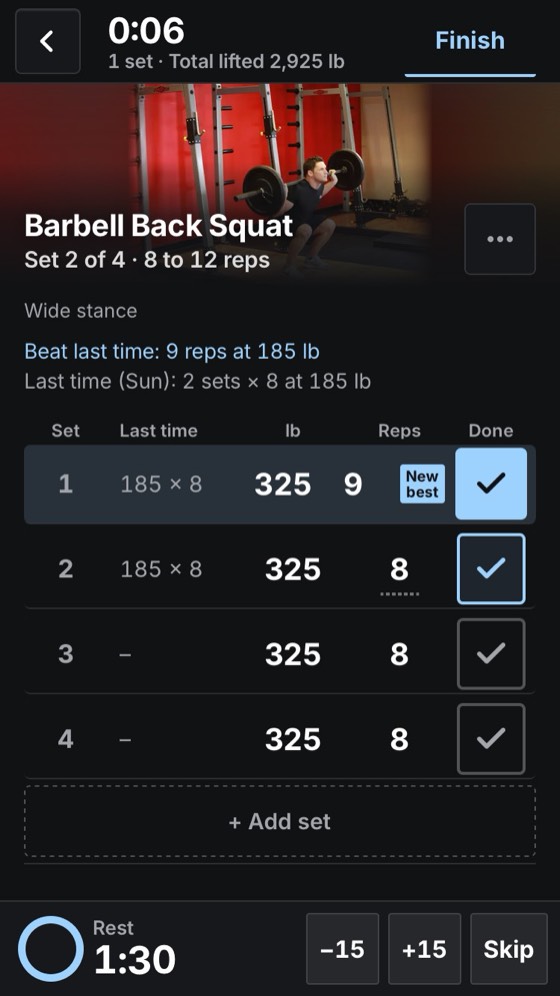 0:06
1 set · Total lifted 2,925 lb
Finish
Barbell Back Squat
Set 2 of 4 · 8 to 12 reps
Wide stance
Beat last time: 9 reps at 185 lb
Last time (Sun): 2 sets × 8 at 185 lb
Set Last time lb Reps Done
1 185 × 8 325 9 New best
2 185 × 8 325 8
3 – 325 8
4 – 325 8
+ Add set
Rest
1:30
−15 +15 Skip